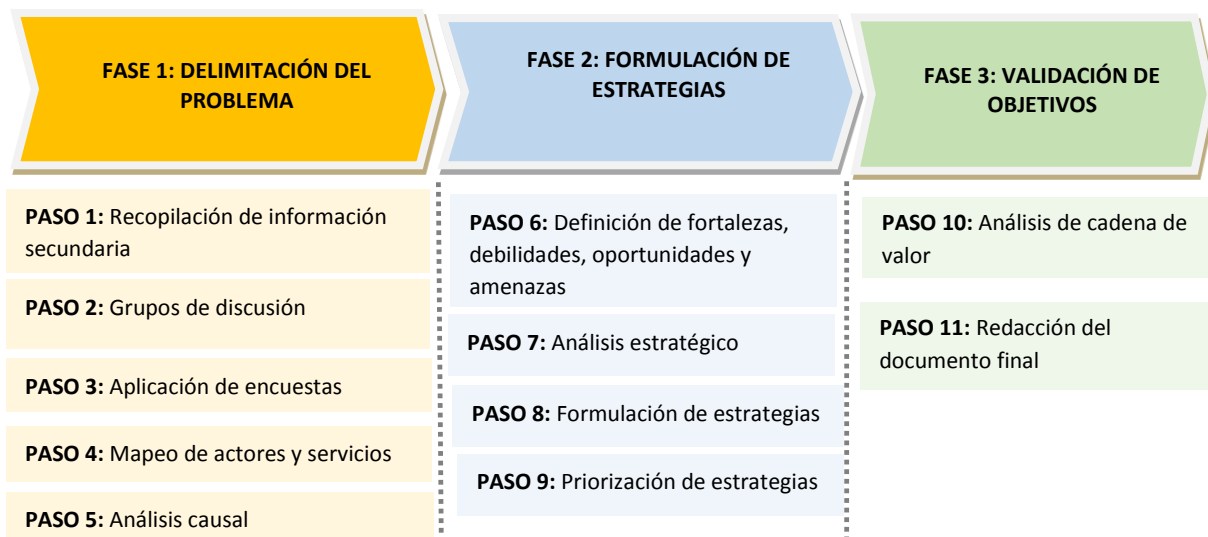 FASE 1: DELIMITACIÓN DEL
PROBLEMA
PASO 1: Recopilación de información
secundaria
PASO 2: Grupos de discusión
PASO 3: Aplicación de encuestas
PASO 4: Mapeo de actores y servicios
PASO 5: Análisis causal
FASE 2: FORMULACIÓN DE
ESTRATEGIAS
PASO 6: Definición de fortalezas,
debilidades, oportunidades y
amenazas
PASO 7: Análisis estratégico
PASO 8: Formulación de estrategias
PASO 9: Priorización de estrategias
FASE 3: VALIDACIÓN DE
OBJETIVOS
PASO 10: Análisis de cadena de
valor
PASO 11: Redacción del
documento final